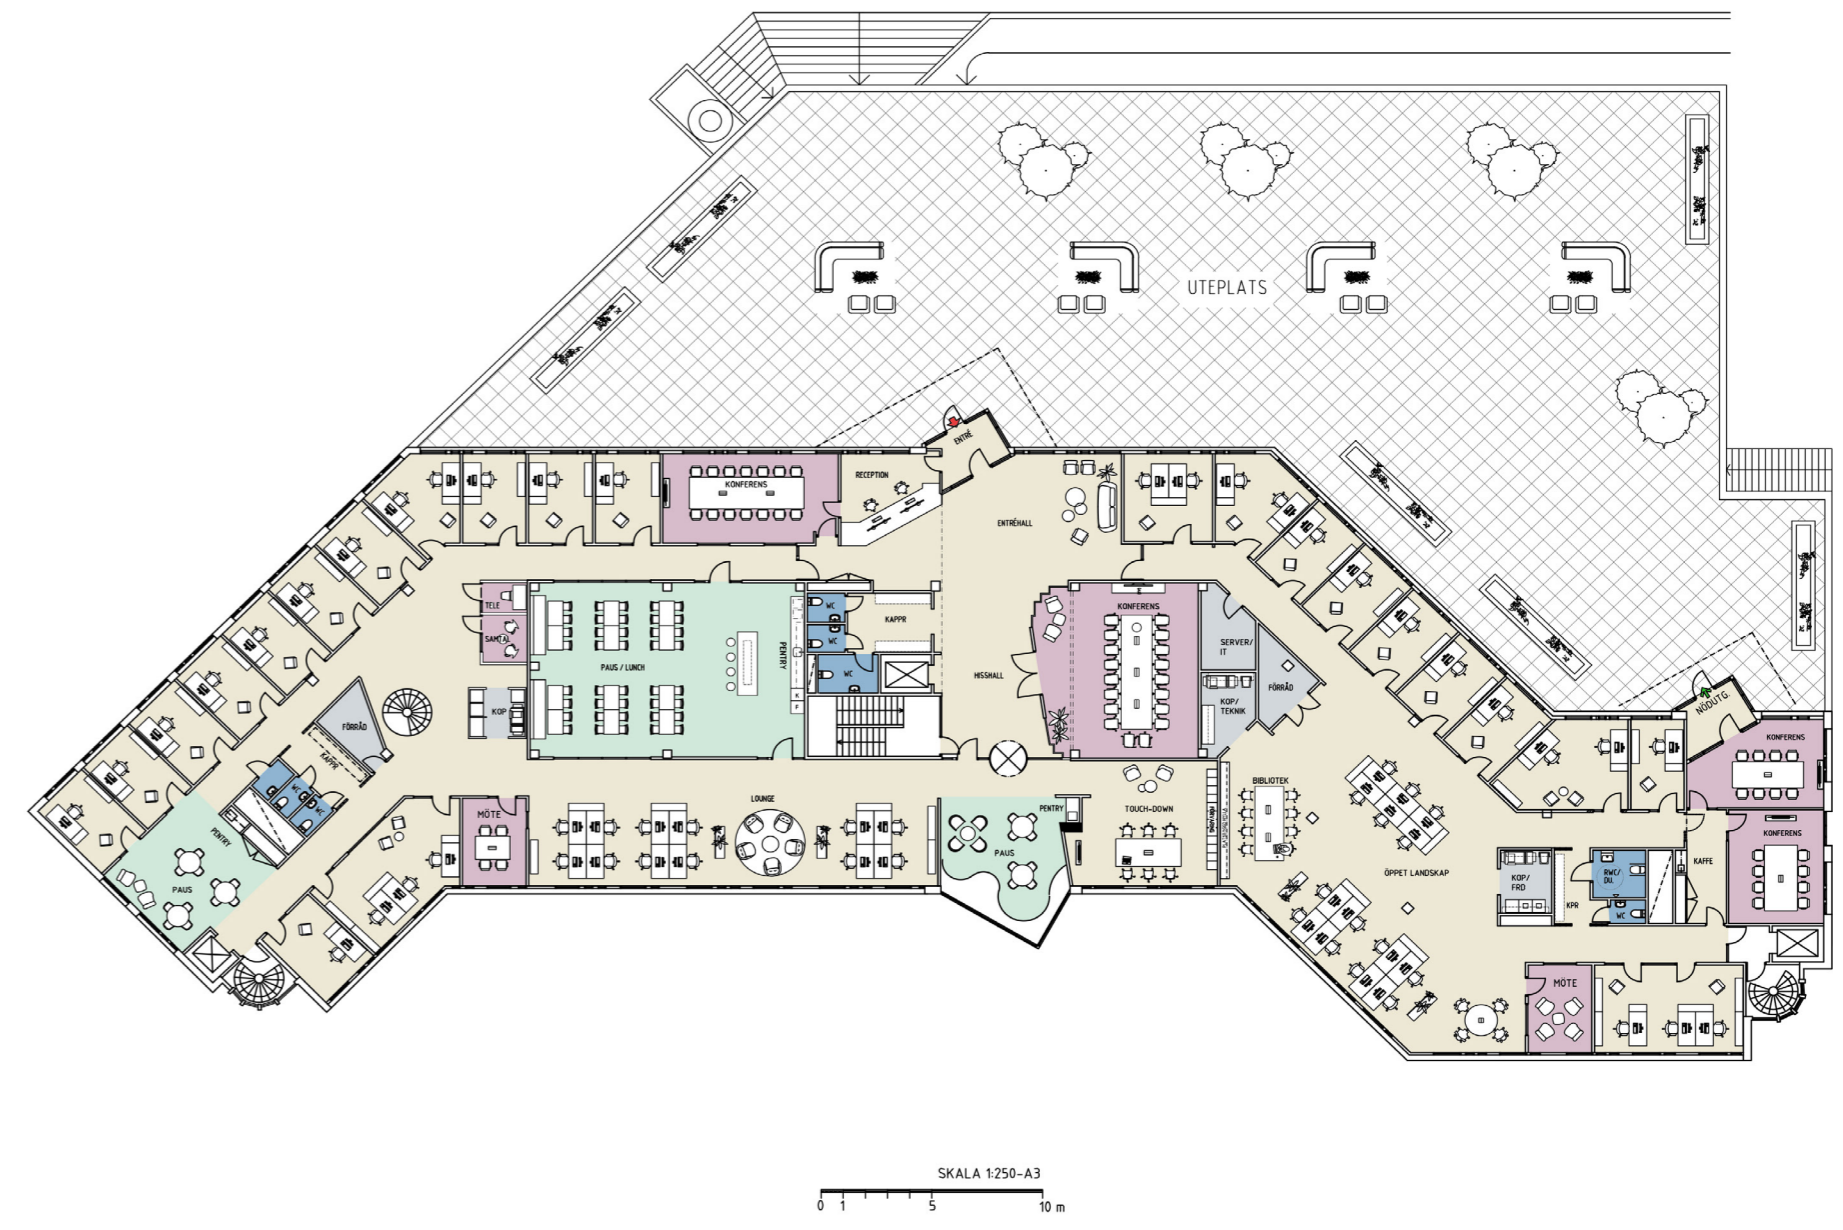 UTEPLATS
ENTRÉ
RECEPTION
KONFERENS
ENTRÉHALL
TELE
SAMTAL
KOP
PAUS / LUNCH
PENTRY
K
F
WC
WC
WC
KAPPR
HISSHALL
KONFERENS
SERVER/
IT
KOP/
TEKNIK
FÖRRÅD
NÖDUTG.
KONFERENS
KONFERENS
FÖRRÅD
KAPPR
WC
WC
PENTRY
PAUS
MÖTE
LOUNGE
PENTRY
PAUS
TOUCH-DOWN
BIBLIOTEK
ÖPPET LANDSKAP
KOP/
FRD
KPR
RWC/
DU.
WC
KAFFE
MÖTE
SKALA 1:250-A3
0 1 5 10 m